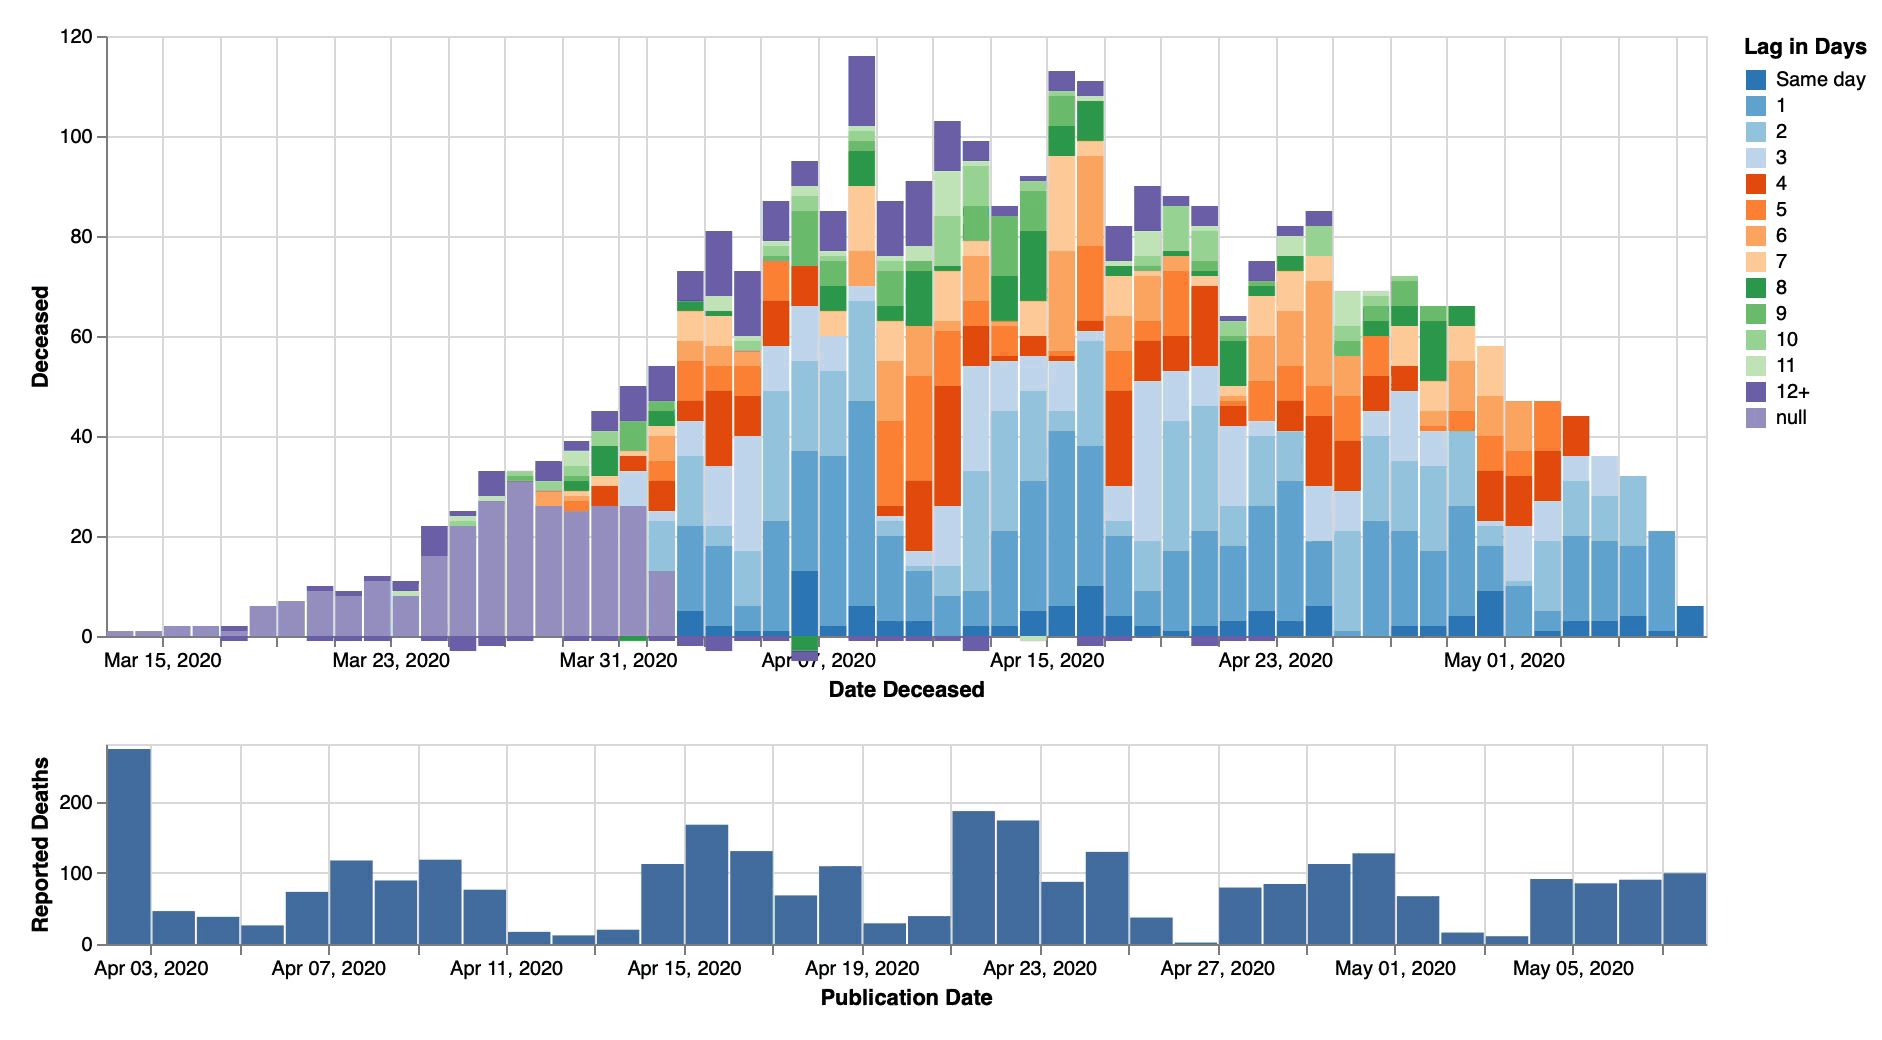 120
100
80
60
40
20
0
Deceased
Mar 15, 2020
Mar 23, 2020
Mar 31, 2020
Apr 07, 2020
Apr 15, 2020
Apr 23, 2020
May 01, 2020
Date Deceased
Lag in Days
Same day
1
2
3
4
5
6
7
8
9
10
11
12+
null
200
100
0
Reported Deaths
Apr 03, 2020
Apr 07, 2020
Apr 11, 2020
Apr 15, 2020
Apr 19, 2020
Apr 23, 2020
Apr 27, 2020
May 01, 2020
May 05, 2020
Publication Date